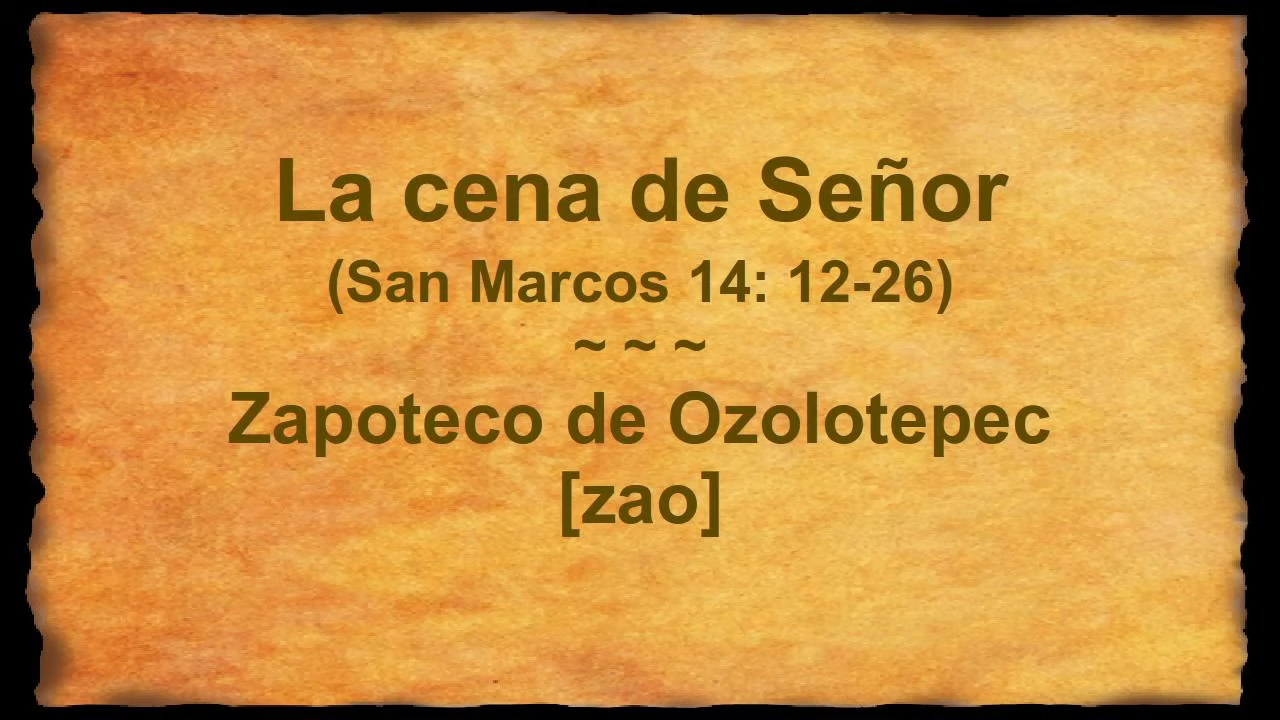 La cena de Señor
(San Marcos 14: 12-26)
~ ~ ~
Zapoteco de Ozolotepec
[zao]